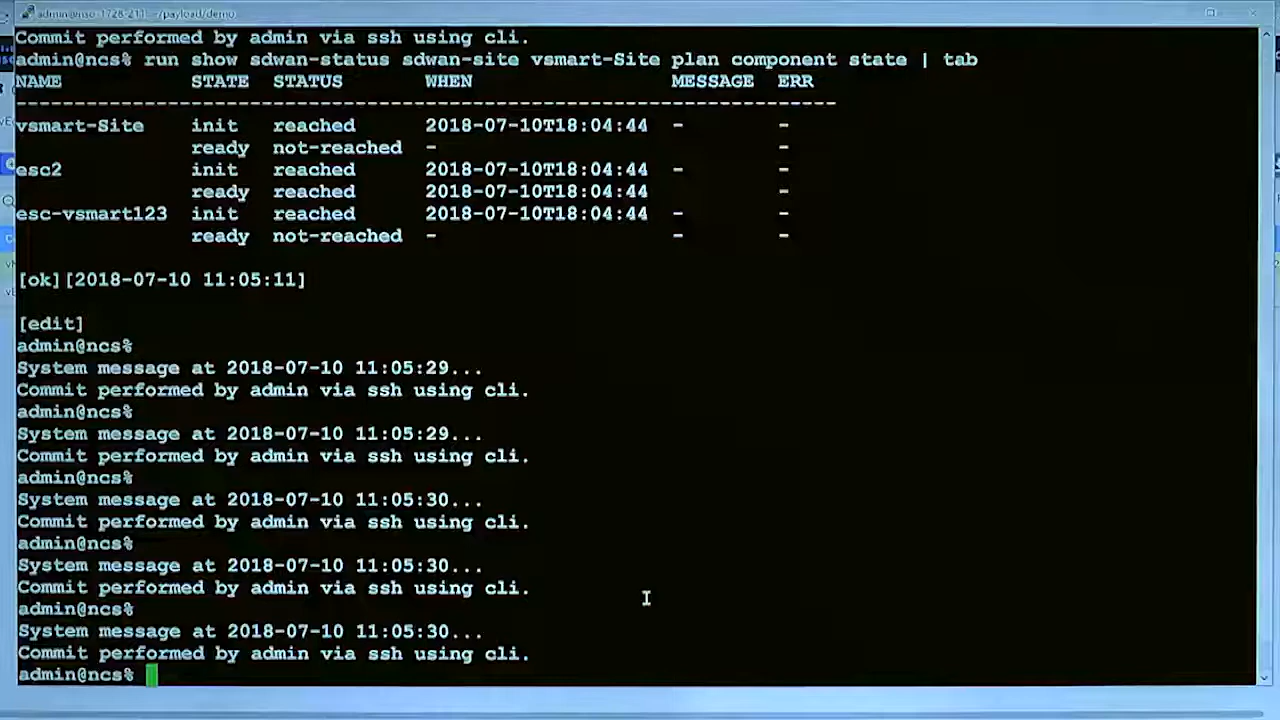 admin@nso-1728-211: ~/payload/demo
Commit performed by admin via ssh using cli.
admin@ncs% run show sdwan-status sdwan-site vsmart-Site plan component state | tab
NAME STATE STATUS WHEN MESSAGE ERR
------------------------------------------------------------------------------------
vsmart-Site init reached 2018-07-10T18:04:44 - -
ready not-reached - - -
esc2 init reached 2018-07-10T18:04:44 - -
ready reached 2018-07-10T18:04:44 - -
esc-vsmart123 init reached 2018-07-10T18:04:44 - -
ready not-reached - - -
[ok][2018-07-10 11:05:11]
[edit]
admin@ncs%
System message at 2018-07-10 11:05:29...
Commit performed by admin via ssh using cli.
admin@ncs%
System message at 2018-07-10 11:05:29...
Commit performed by admin via ssh using cli.
admin@ncs%
System message at 2018-07-10 11:05:30...
Commit performed by admin via ssh using cli.
admin@ncs%
System message at 2018-07-10 11:05:30...
Commit performed by admin via ssh using cli.
admin@ncs%
System message at 2018-07-10 11:05:30...
Commit performed by admin via ssh using cli.
admin@ncs%